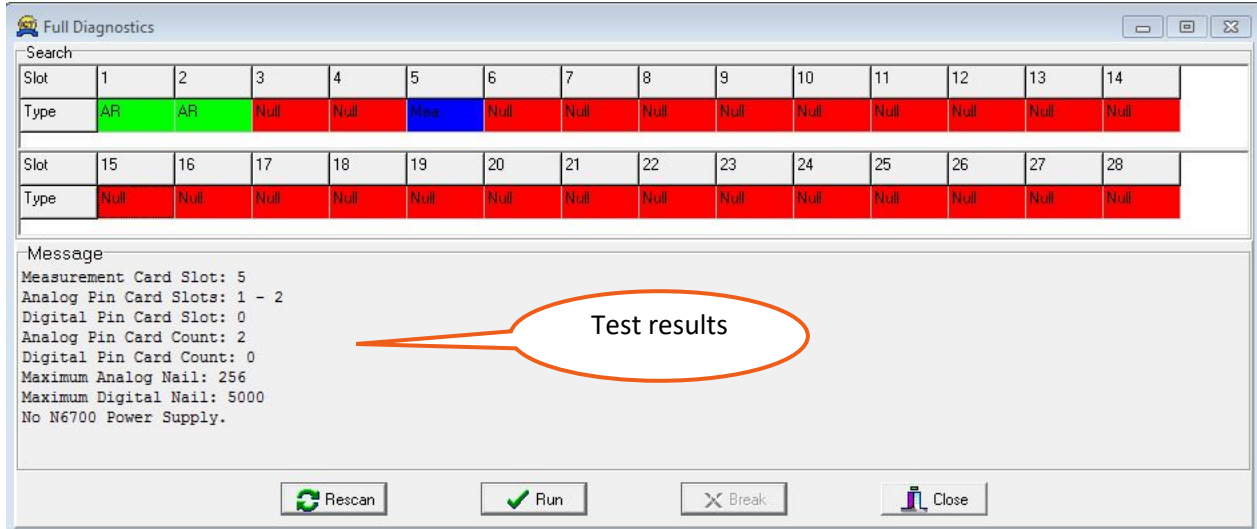 Full Diagnostics
Search
Slot 1 2 3 4 5 6 7 8 9 10 11 12 13 14
Type AR AR Null Null Mea Null Null Null Null Null Null Null Null Null
Slot 15 16 17 18 19 20 21 22 23 24 25 26 27 28
Type Null Null Null Null Null Null Null Null Null Null Null Null Null Null
Message
Measurement Card Slot: 5
Analog Pin Card Slots: 1 - 2
Digital Pin Card Slot: 0
Analog Pin Card Count: 2
Digital Pin Card Count: 0
Maximum Analog Nail: 256
Maximum Digital Nail: 5000
No N6700 Power Supply.
Test results
Rescan Run Break Close